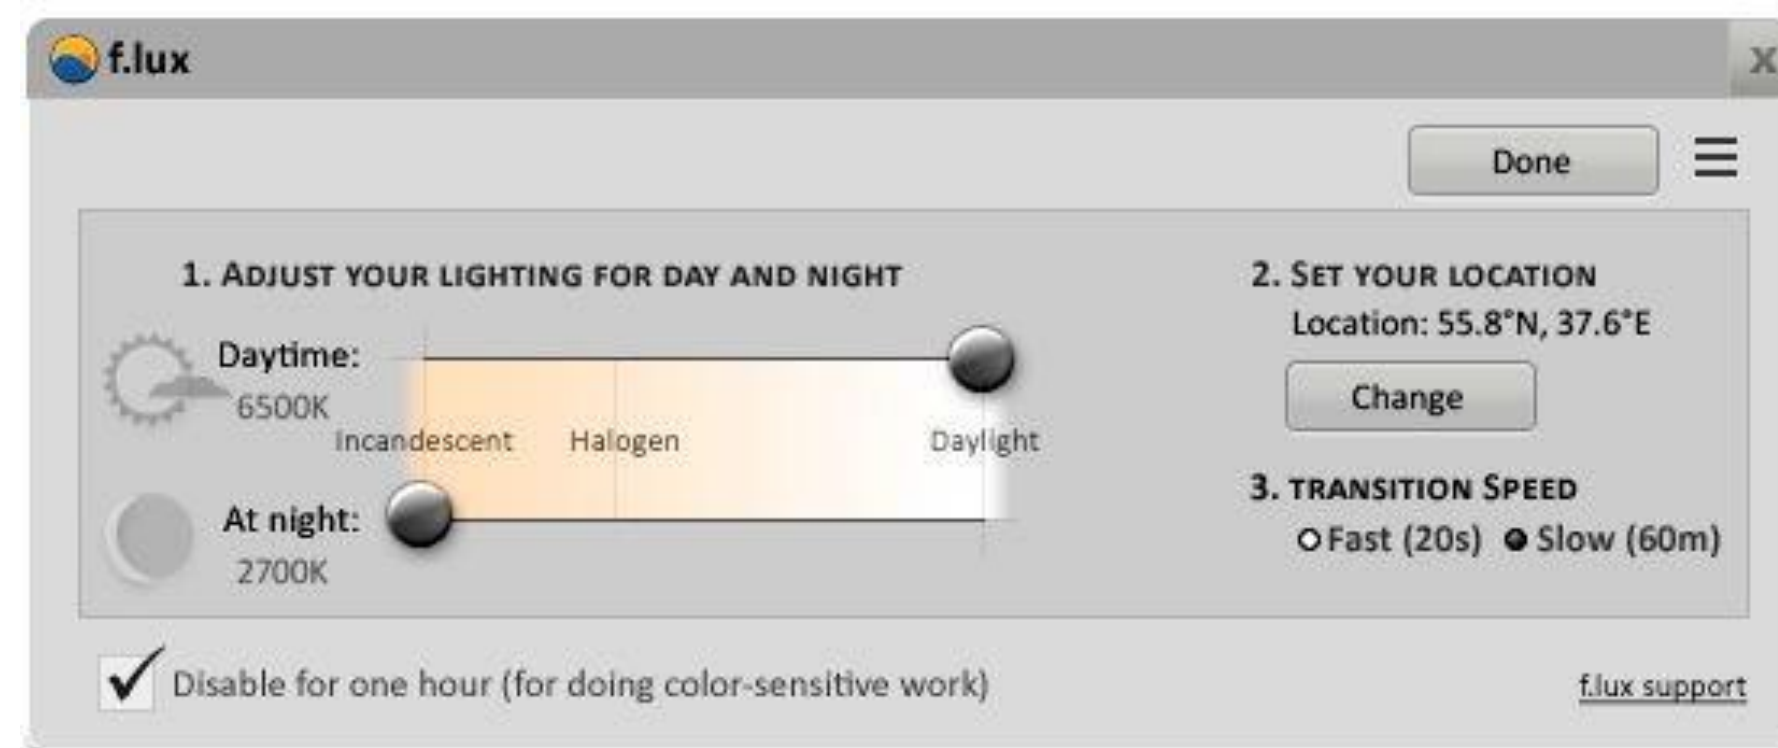 f.lux
x
Done
1. ADJUST YOUR LIGHTING FOR DAY AND NIGHT
Daytime:
6500K
Incandescent
Halogen
Daylight
At night:
2700K
2. SET YOUR LOCATION
Location: 55.8°N, 37.6°E
Change
3. TRANSITION SPEED
Fast (20s)  Slow (60m)
Disable for one hour (for doing color-sensitive work)
f.lux support